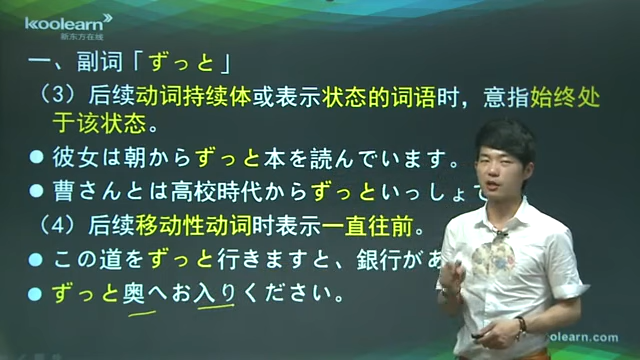 koolearn
新东方在线
一、副词「ずっと」
（3）后续动词持续体或表示状态的词语时，意指始终处
于该状态。
● 彼女は朝からずっと本を読んでいます。
● 曹さんとは高校時代からずっといっしょで
（4）后续移动性动词时表示一直往前。
● この道をずっと行きますと、銀行があ
● ずっと奥へお入りください。
oolearn.com